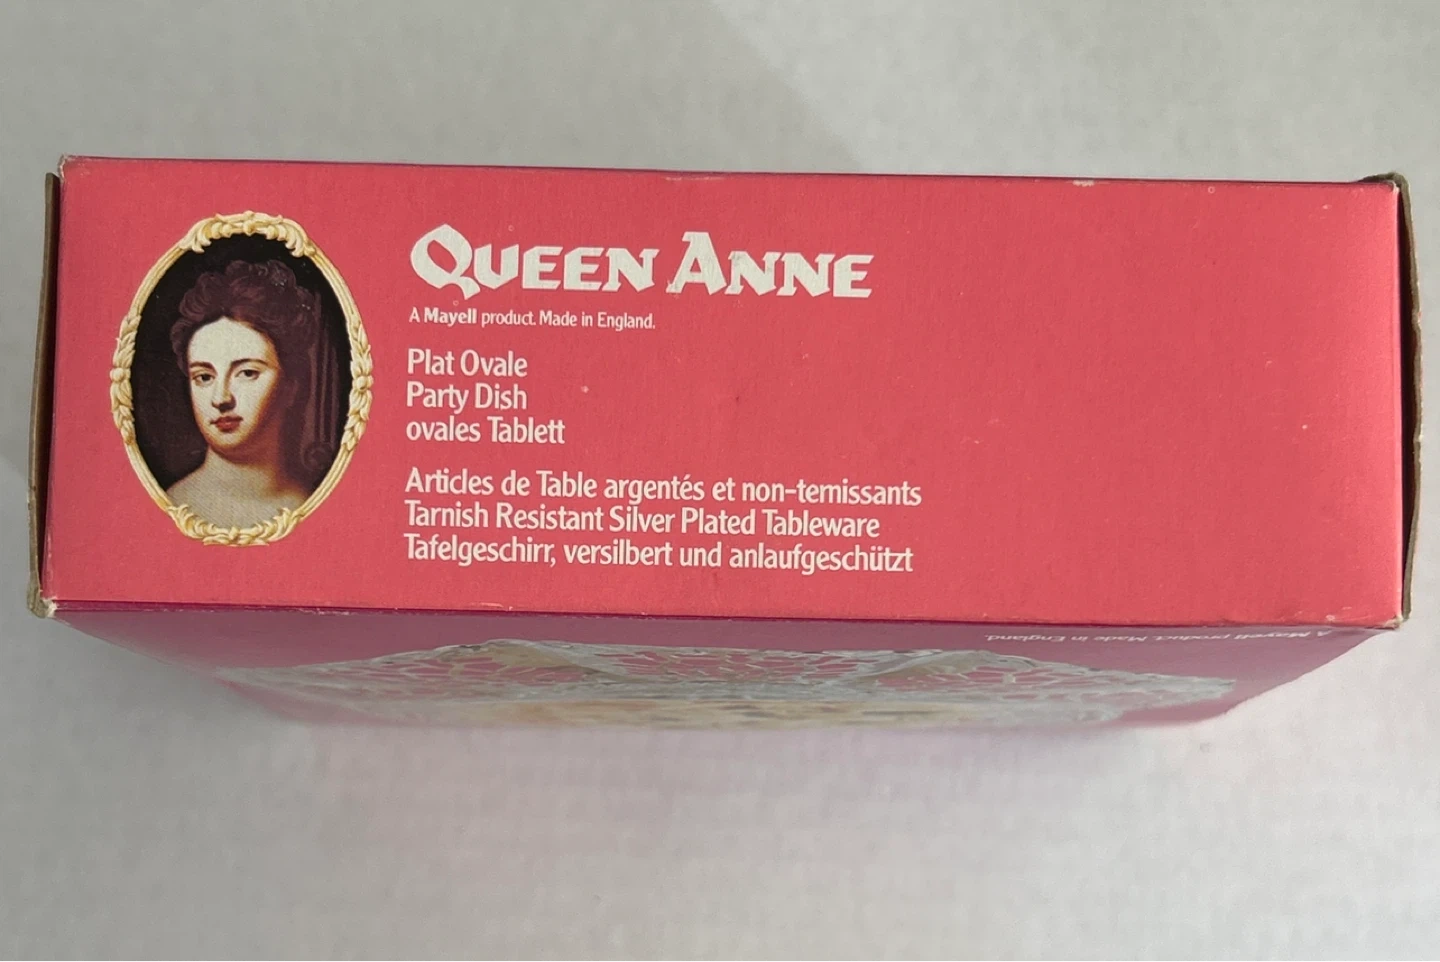 QUEEN ANNE
A Mayell product. Made in England.
Plat Ovale
Party Dish
ovales Tablett
Articles de Table argentés et non-ternissants
Tarnish Resistant Silver Plated Tableware
Tafelgeschirr, versilbert und anlaufgeschützt
A Mayell product. Made in England.